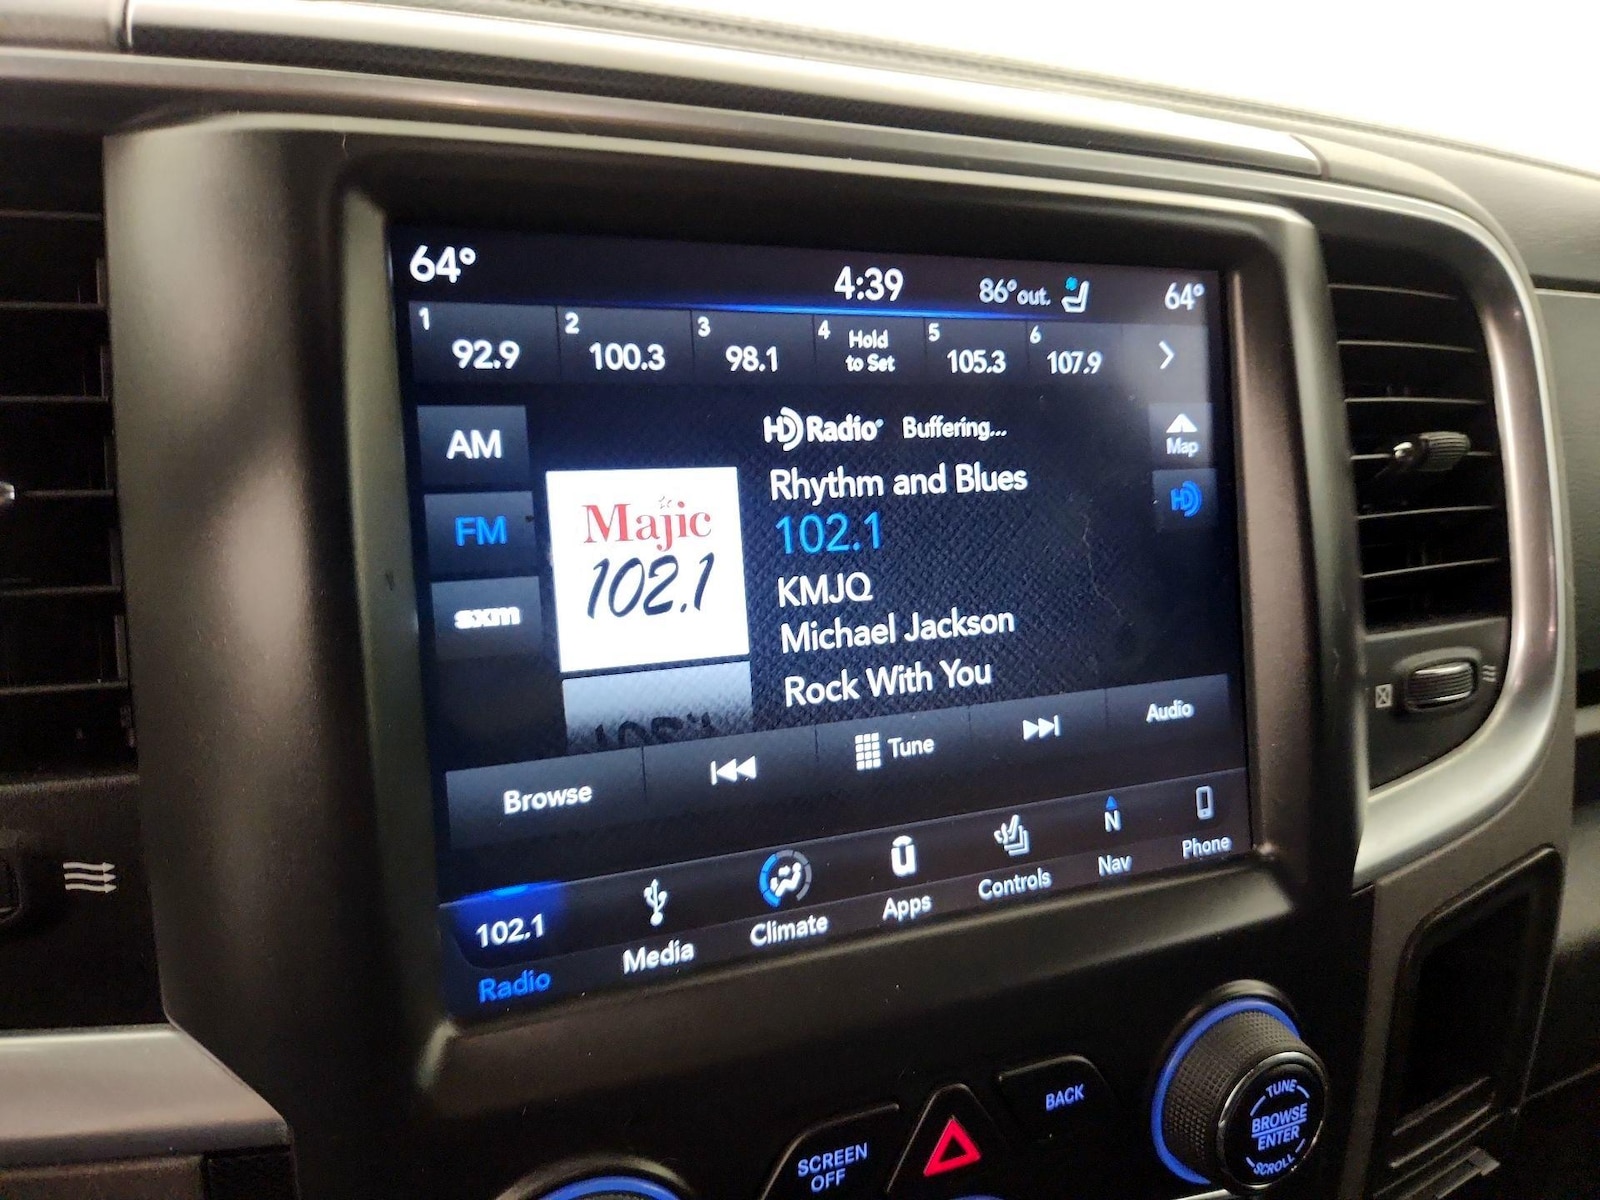 64° 4:39 86° out. 64°
1 92.9 2 100.3 3 98.1 4 Hold to Set 5 105.3 6 107.9
AM
FM
sxm
Majic
102.1
HD Radio® Buffering...
Rhythm and Blues
102.1
KMJQ
Michael Jackson
Rock With You
Map
HD
Browse Tune Audio
102.1 N
Radio Media Climate Apps Controls Nav Phone
SCREEN
OFF
BACK
TUNE
BROWSE
ENTER
SCROLL